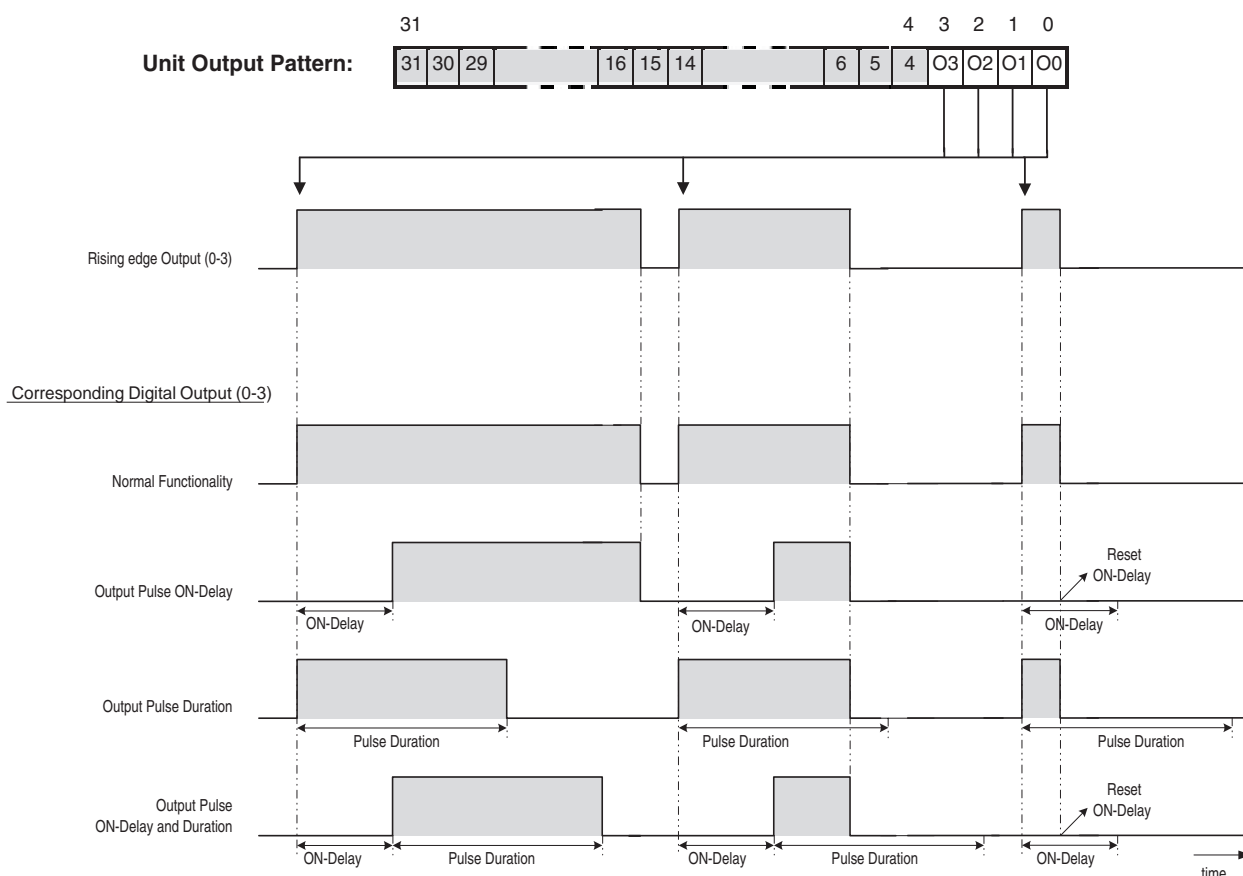 31 4 3 2 1 0
Unit Output Pattern: 31 30 29 16 15 14 6 5 4 O3 O2 O1 O0
Rising edge Output (0-3)
Corresponding Digital Output (0-3)
Normal Functionality
Output Pulse ON-Delay
ON-Delay
ON-Delay
Reset
ON-Delay
ON-Delay
Output Pulse Duration
Pulse Duration
Pulse Duration
Pulse Duration
Output Pulse
ON-Delay and Duration
Reset
ON-Delay
ON-Delay
Pulse Duration
ON-Delay
Pulse Duration
ON-Delay
time